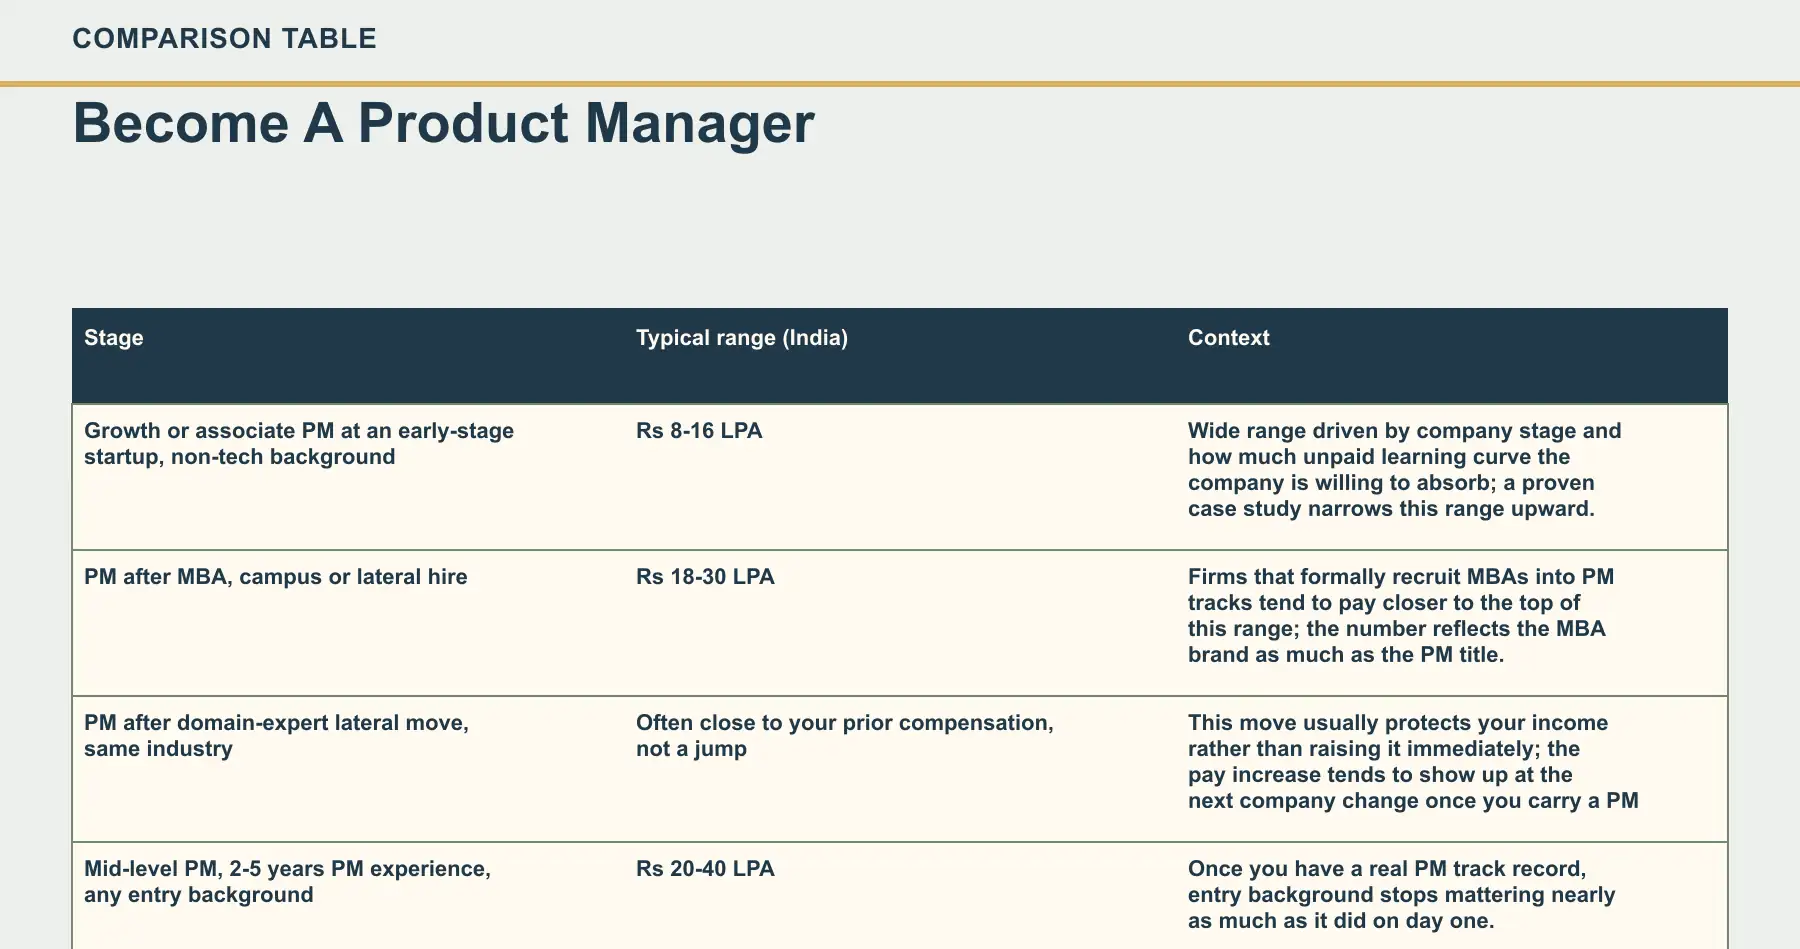 COMPARISON TABLE
Become A Product Manager
Stage
Typical range (India)
Context
Growth or associate PM at an early-stage
startup, non-tech background
Rs 8-16 LPA
Wide range driven by company stage and
how much unpaid learning curve the
company is willing to absorb; a proven
case study narrows this range upward.
PM after MBA, campus or lateral hire
Rs 18-30 LPA
Firms that formally recruit MBAs into PM
tracks tend to pay closer to the top of
this range; the number reflects the MBA
brand as much as the PM title.
PM after domain-expert lateral move,
same industry
Often close to your prior compensation,
not a jump
This move usually protects your income
rather than raising it immediately; the
pay increase tends to show up at the
next company change once you carry a PM
Mid-level PM, 2-5 years PM experience,
any entry background
Rs 20-40 LPA
Once you have a real PM track record,
entry background stops mattering nearly
as much as it did on day one.